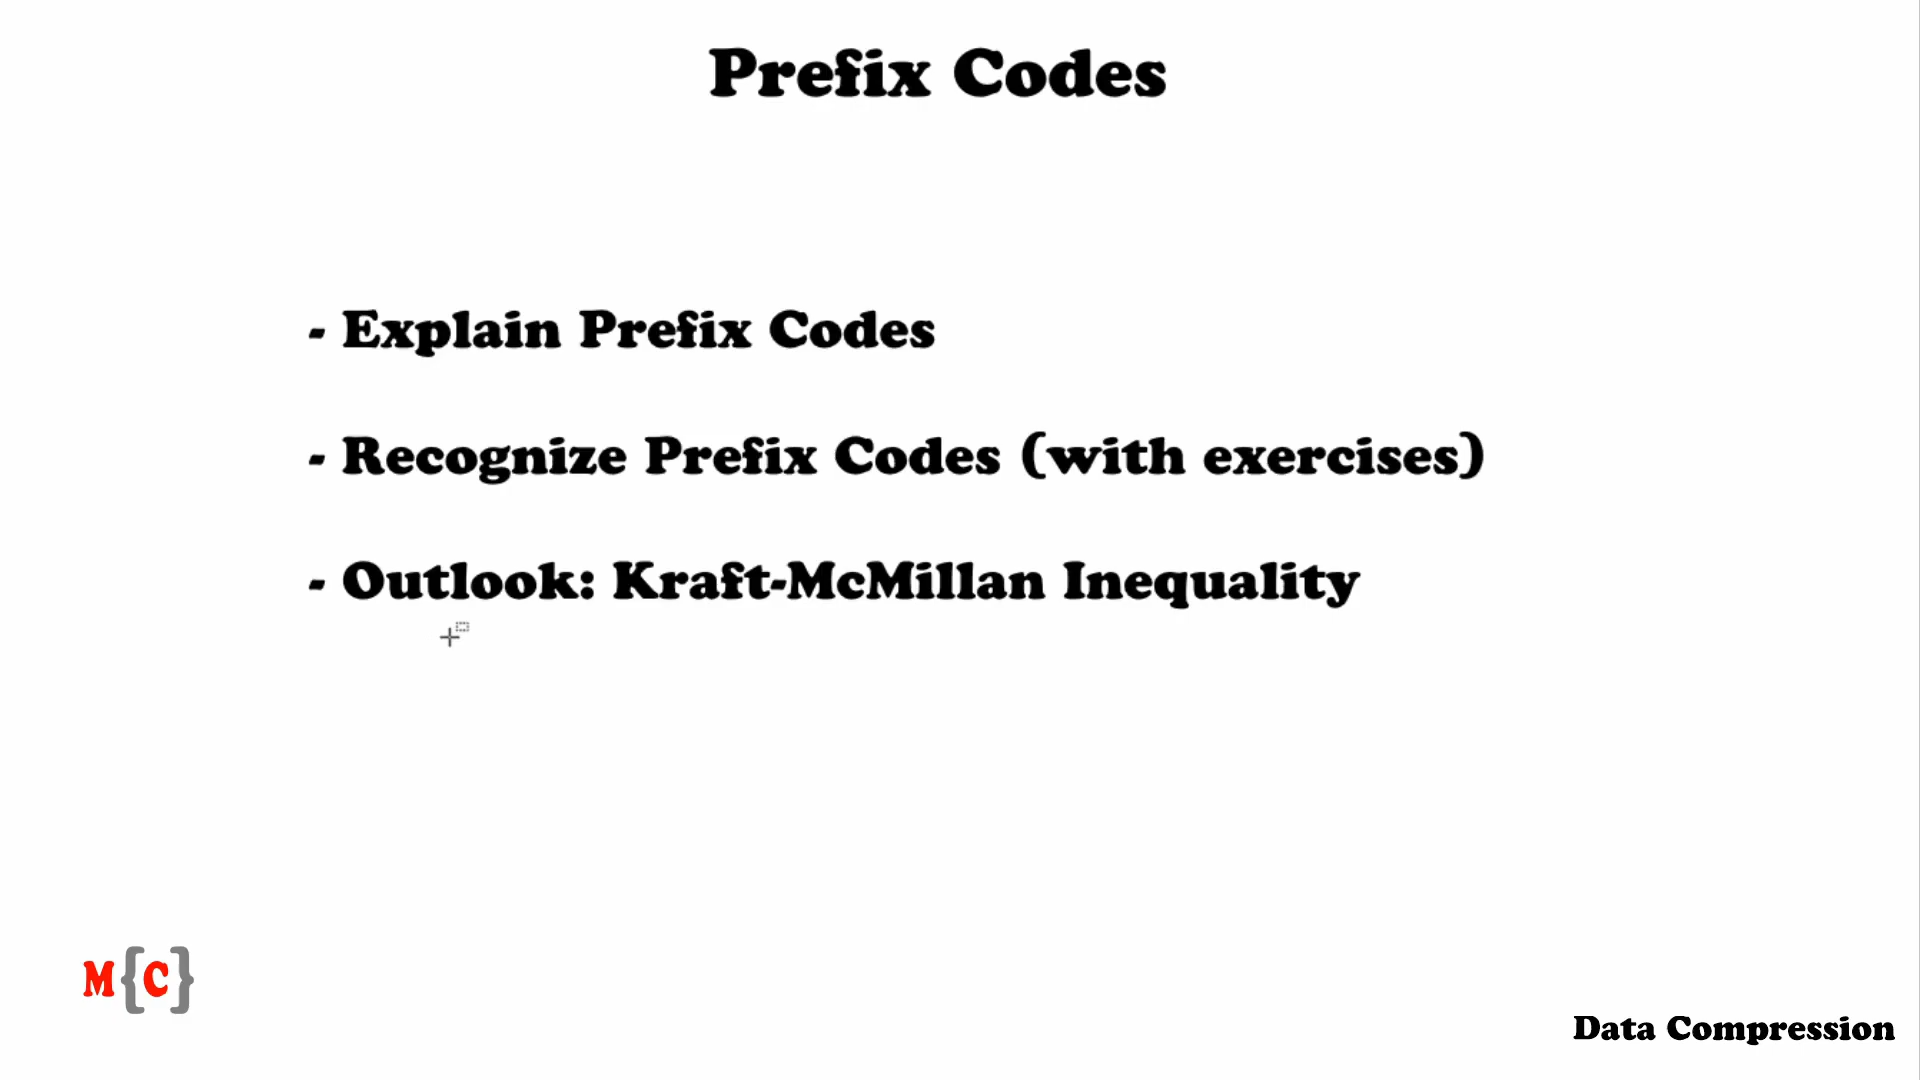 Prefix Codes
- Explain Prefix Codes
- Recognize Prefix Codes (with exercises)
- Outlook: Kraft-McMillan Inequality
M{C}
Data Compression